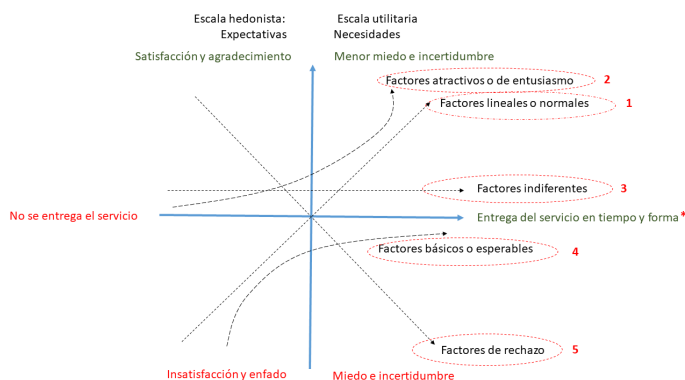 Escala hedonista: Escala utilitaria
Expectativas Necesidades
Satisfacción y agradecimiento Menor miedo e incertidumbre
Factores atractivos o de entusiasmo 2
Factores lineales o normales 1
Factores indiferentes 3
No se entrega el servicio Entrega del servicio en tiempo y forma*
Factores básicos o esperables 4
Factores de rechazo 5
Insatisfacción y enfado Miedo e incertidumbre